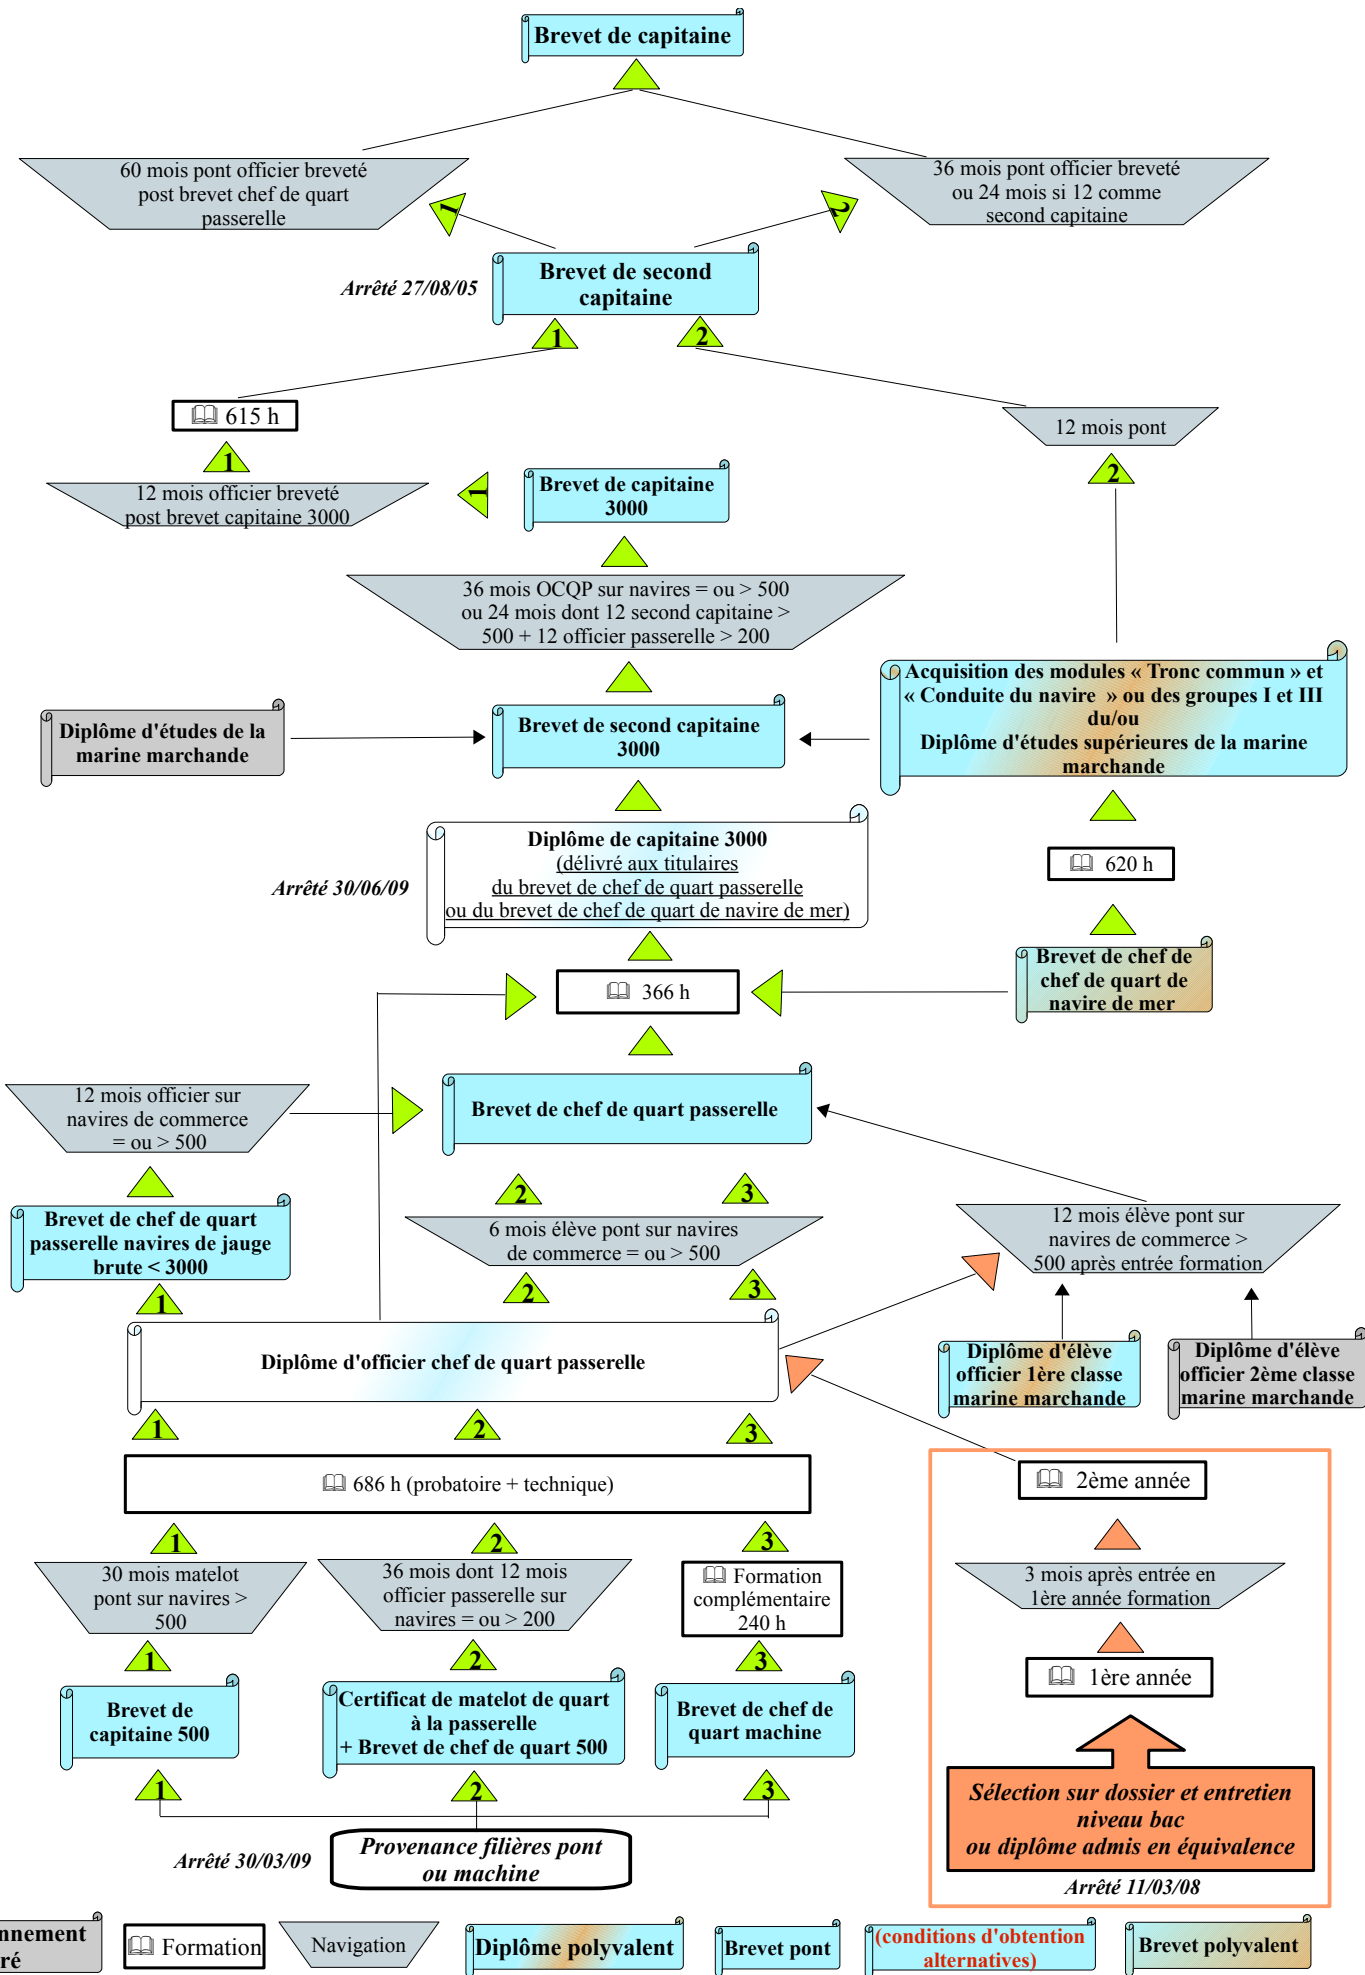 Brevet de capitaine
60 mois pont officier breveté
post brevet chef de quart
passerelle
36 mois pont officier breveté
ou 24 mois si 12 comme
second capitaine
1
2
Arrêté 27/08/05
Brevet de second
capitaine
1
2
615 h
12 mois pont
1
2
12 mois officier breveté
post brevet capitaine 3000
1
Brevet de capitaine
3000
36 mois OCQP sur navires = ou > 500
ou 24 mois dont 12 second capitaine >
500 + 12 officier passerelle > 200
Diplôme d'études de la
marine marchande
Brevet de second capitaine
3000
Acquisition des modules « Tronc commun » et
« Conduite du navire » ou des groupes I et III
du/ou
Diplôme d'études supérieures de la marine
marchande
Arrêté 30/06/09
Diplôme de capitaine 3000
(délivré aux titulaires
du brevet de chef de quart passerelle
ou du brevet de chef de quart de navire de mer)
620 h
366 h
Brevet de chef de
chef de quart de
navire de mer
12 mois officier sur
navires de commerce
= ou > 500
Brevet de chef de quart passerelle
2
3
Brevet de chef de quart
passerelle navires de jauge
brute < 3000
6 mois élève pont sur navires
de commerce = ou > 500
12 mois élève pont sur
navires de commerce >
500 après entrée formation
1
2
3
Diplôme d'officier chef de quart passerelle
Diplôme d'élève
officier 1ère classe
marine marchande
Diplôme d'élève
officier 2ème classe
marine marchande
1
2
3
686 h (probatoire + technique)
2ème année
1
2
3
30 mois matelot
pont sur navires >
500
36 mois dont 12 mois
officier passerelle sur
navires = ou > 200
Formation
complémentaire
240 h
3 mois après entrée en
1ère année formation
1
2
3
1ère année
Brevet de
capitaine 500
Certificat de matelot de quart
à la passerelle
+ Brevet de chef de quart 500
Brevet de chef de
quart machine
1
2
3
Sélection sur dossier et entretien
niveau bac
ou diplôme admis en équivalence
Arrêté 30/03/09
Provenance filières pont
ou machine
Arrêté 11/03/08
nnement
ré
Formation
Navigation
Diplôme polyvalent
Brevet pont
(conditions d'obtention
alternatives)
Brevet polyvalent